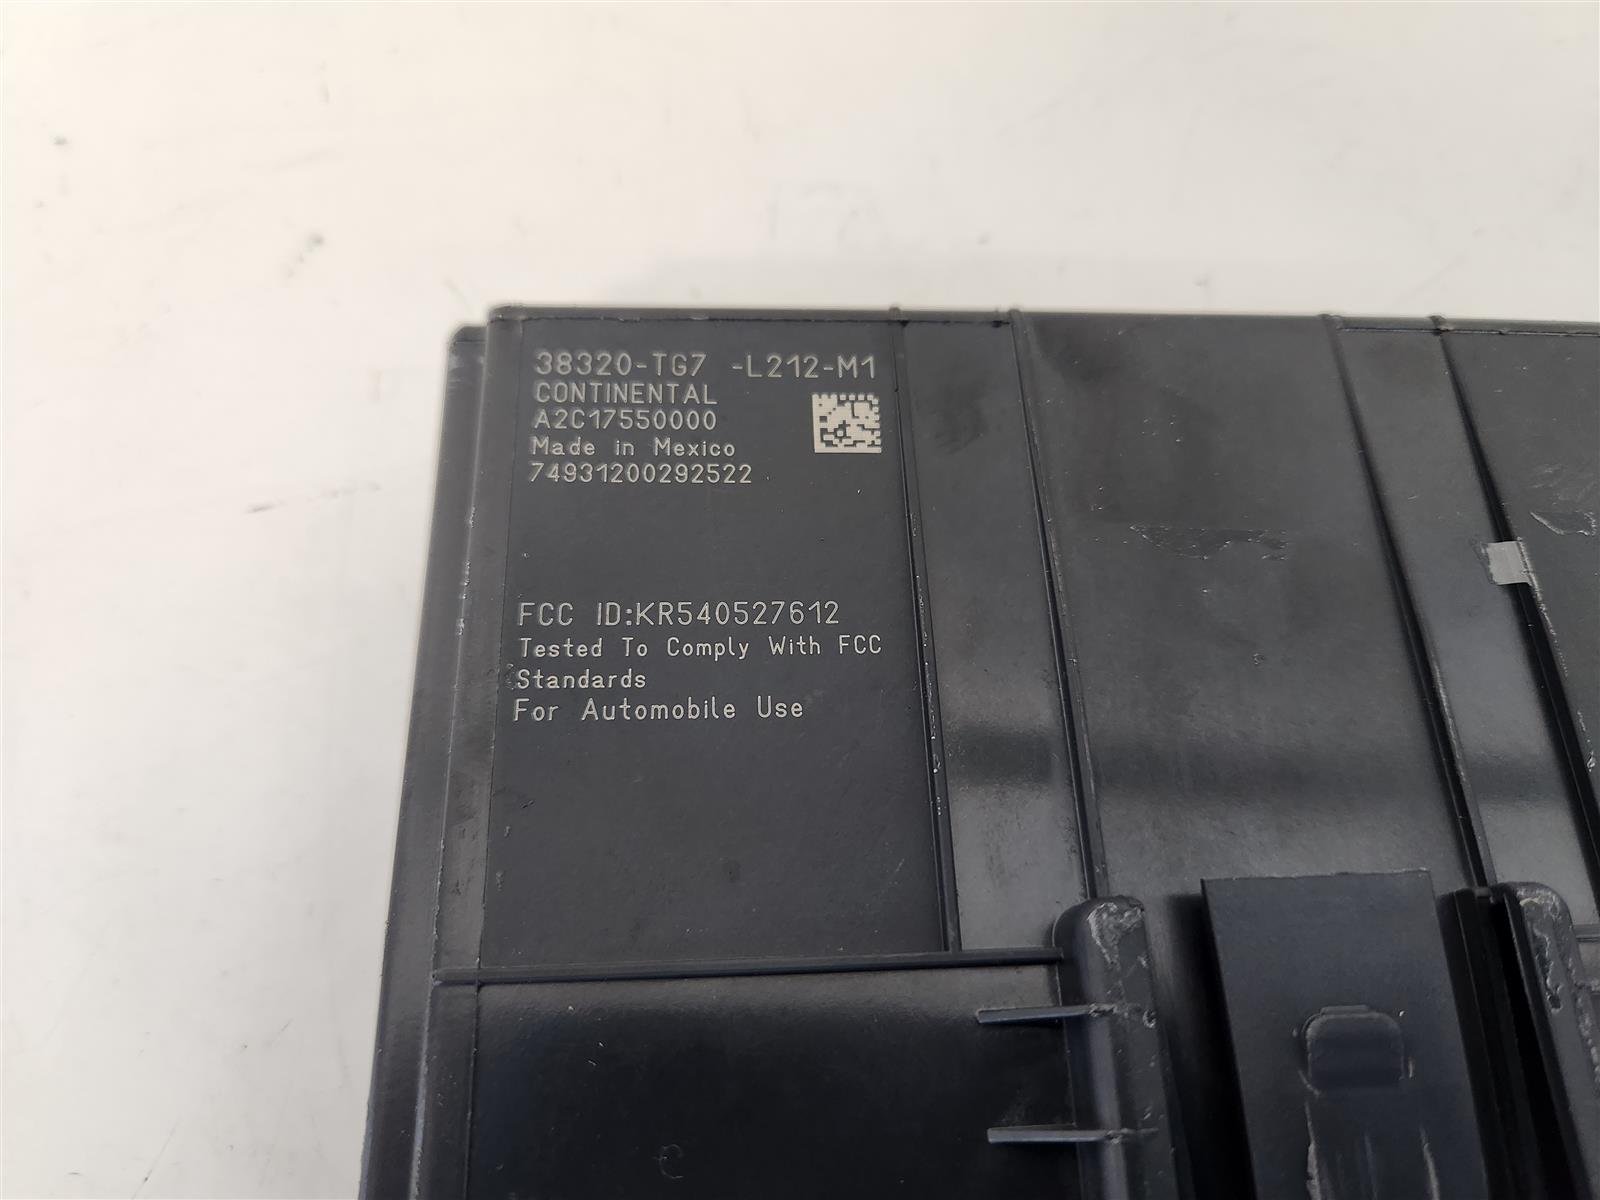 38320-TG7 -L212-M1
CONTINENTAL
A2C17550000
Made in Mexico
74931200292522
FCC ID:KR540527612
Tested To Comply With FCC
Standards
For Automobile Use